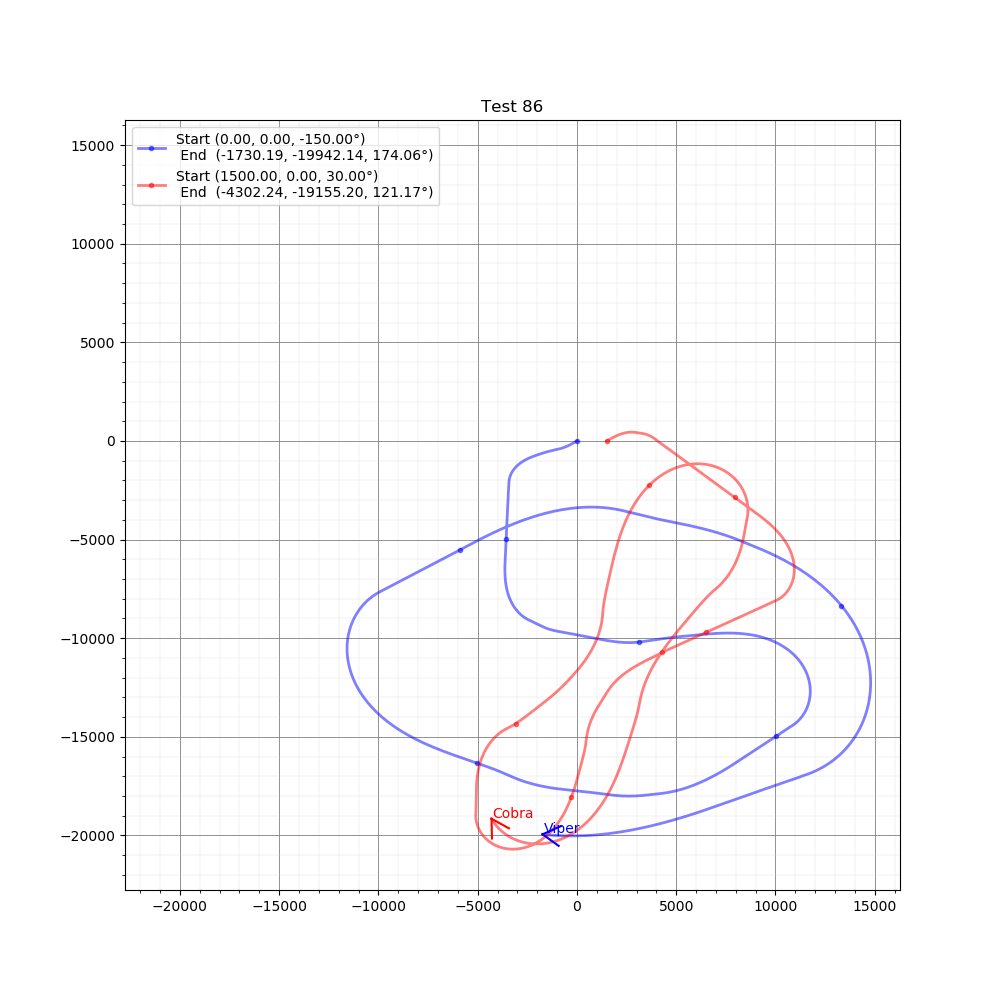 Test 86
Start (0.00, 0.00, -150.00°)
End  (-1730.19, -19942.14, 174.06°)
Start (1500.00, 0.00, 30.00°)
End  (-4302.24, -19155.20, 121.17°)
15000
10000
5000
0
−5000
−10000
−15000
−20000
Cobra
Viper
−20000 −15000 −10000 −5000 0 5000 10000 15000